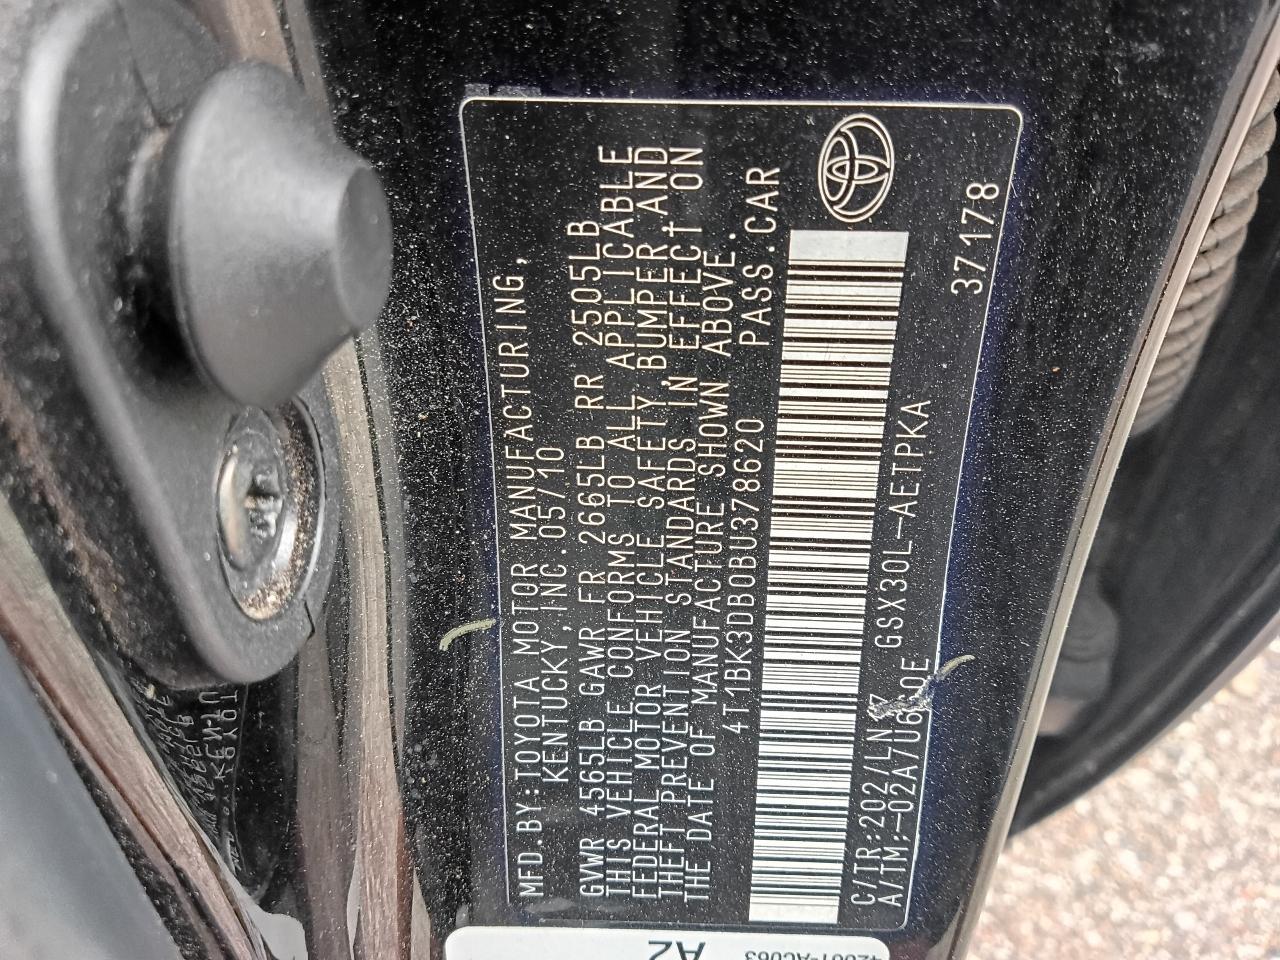 MFD.BY:TOYOTA MOTOR MANUFACTURING,
KENTUCKY,INC.05/10
GVWR 4565LB GAWR FR 2665LB RR 2505LB
THIS VEHICLE CONFORMS TO ALL APPLICABLE
FEDERAL MOTOR VEHICLE SAFETY, BUMPER, AND
THEFT PREVENTION STANDARDS IN EFFECT ON
THE DATE OF MANUFACTURE SHOWN ABOVE.
4T1BK3DB0BU378620 PASS.CAR
C/TR:202/LN GSX30L-AETPKA
A/TM:-02A/U660E
37178
A2